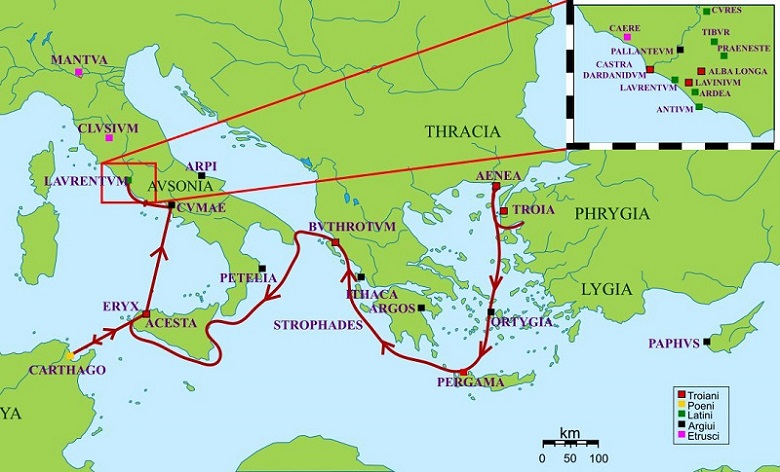 CVRES
CAERE
TIBVR
PALLANTEVM
PRAENESTE
CASTRA
DARDANIDVM
ALBA LONGA
LAVINIVM
LAVRENTVM
ARDEA
ANTIVM
MANTVA
CLVSIVM
THRACIA
ARPI
LAVRENTVM
AVSONIA
CVMAE
AENEA
TROIA
PHRYGIA
BVTHROTVM
PETELIA
ITHACA
LYGIA
ERYX
ACESTA
ARGOS
STROPHADES
ORTYGIA
CARTHAGO
PAPHVS
PERGAMA
YA
km
0 50 100
Troiani
Poeni
Latini
Argiui
Etrusci